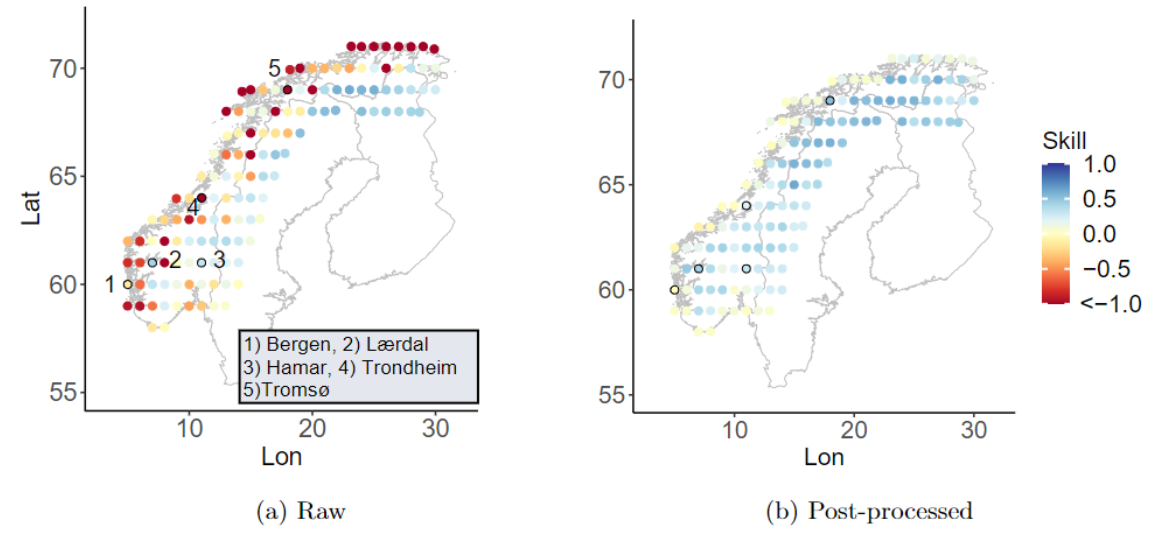 Lat
70
65
60
55
10
20
30
Lon
5
4
2
3
1
1) Bergen, 2) Lærdal
3) Hamar, 4) Trondheim
5)Tromsø
(a) Raw
70
65
60
55
10
20
30
Lon
(b) Post-processed
Skill
1.0
0.5
0.0
−0.5
<−1.0